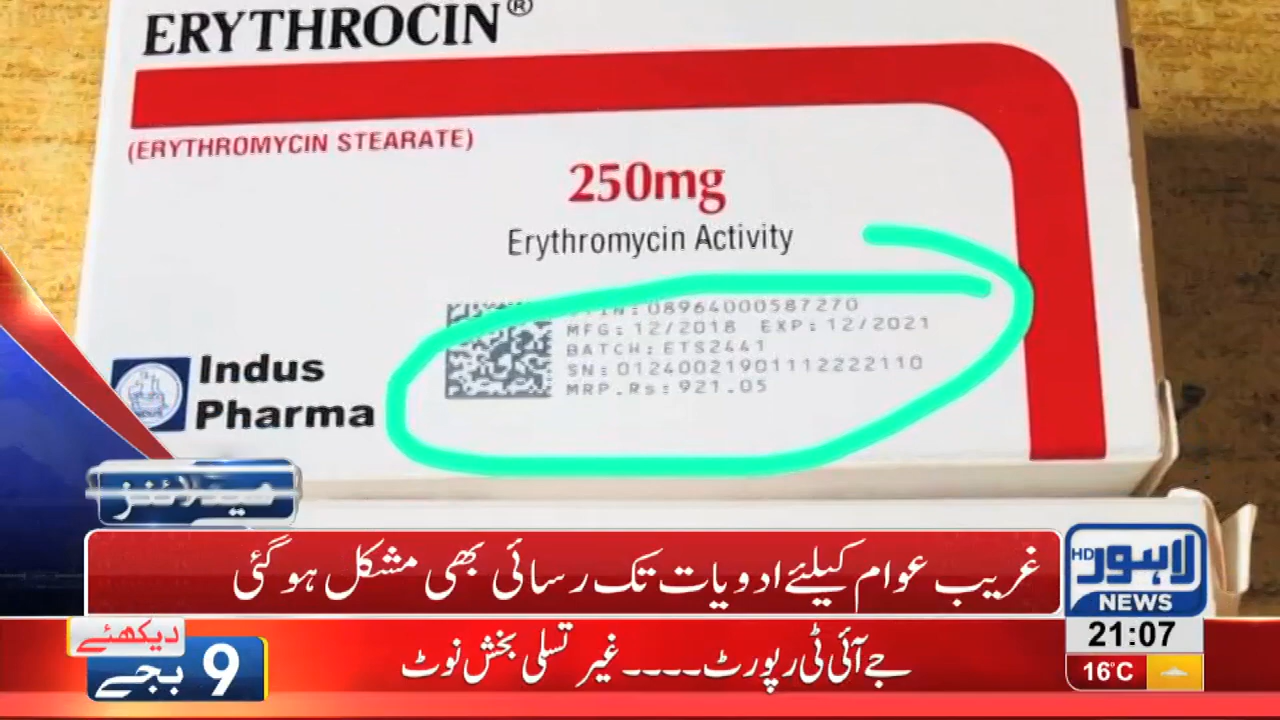 ERYTHROCIN®
(ERYTHROMYCIN STEARATE)
250mg
Erythromycin Activity
08964000587270
MFG: 12/2018 EXP: 12/2021
BATCH: ETS2441
SN: 01240021901112222110
MRP.Rs: 921.05
Indus
Pharma
ہیڈلائنز
غریب عوام کیلئے ادویات تک رسائی بھی مشکل ہوگئی
HD لاہور
NEWS
21:07
16°C
دیکھئے
9 بجے
جے آئی ٹی رپورٹ....غیر تسلی بخش نوٹ